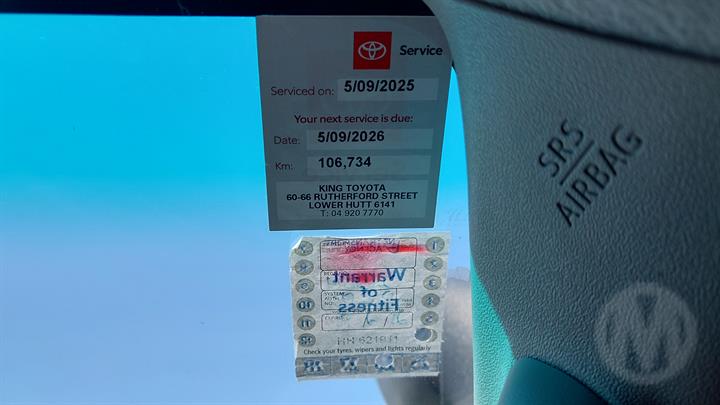 Service
Serviced on: 5/09/2025
Your next service is due:
Date: 5/09/2026
Km: 106,734
KING TOYOTA
60-66 RUTHERFORD STREET
LOWER HUTT 6141
T: 04 920 7770
SRS
AIRBAG
AGENCY
Warrant
of
Fitness
SYSTEM
Check your tyres, wipers and lights regularly